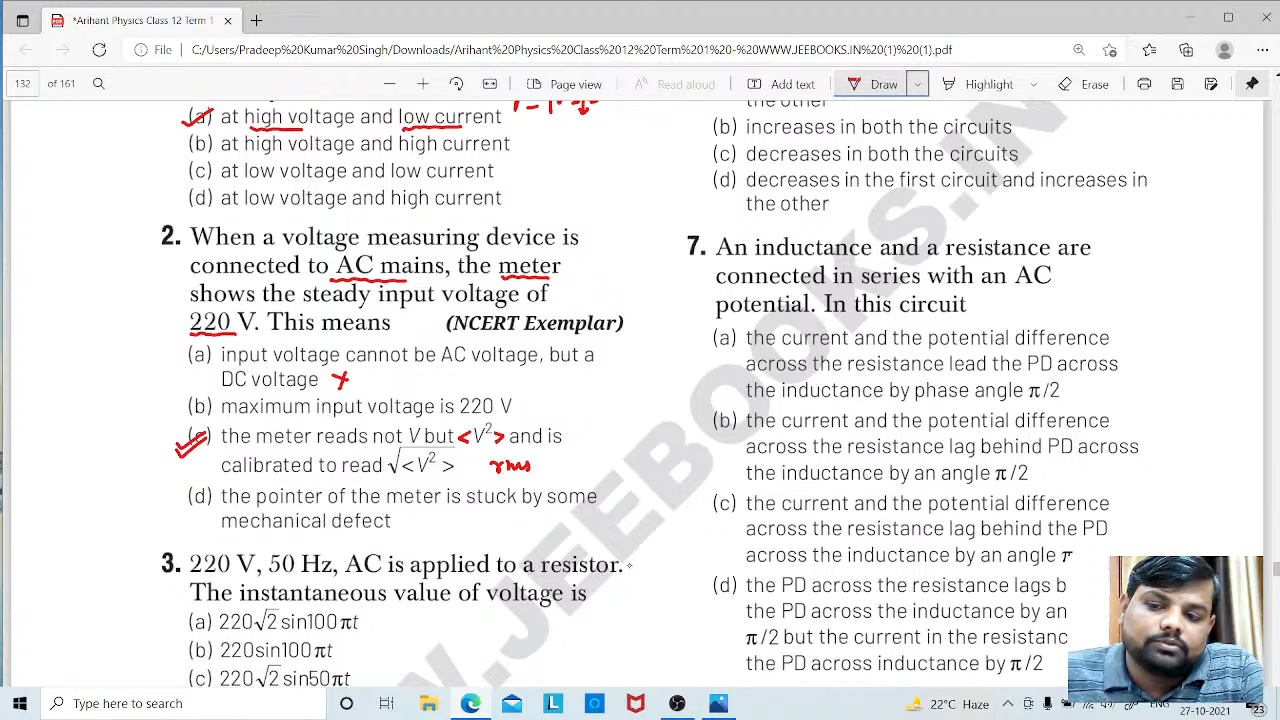 *Arihant Physics Class 12 Term 1
File
C:/Users/Pradeep%20Kumar%20Singh/Downloads/Arihant%20Physics%20Class%2012%20Term%201%20-%20WWW.JEEBOOKS.IN%20(1)%20(1).pdf
132 of 161
Page view
Read aloud
Add text
Draw
Highlight
Erase
(a) at high voltage and low current
(b) at high voltage and high current
(c) at low voltage and low current
(d) at low voltage and high current
2. When a voltage measuring device is
connected to AC mains, the meter
shows the steady input voltage of
220 V. This means (NCERT Exemplar)
(a) input voltage cannot be AC voltage, but a
DC voltage
(b) maximum input voltage is 220 V
(c) the meter reads not V but <V²> and is
calibrated to read √<V²> rms
(d) the pointer of the meter is stuck by some
mechanical defect
3. 220 V, 50 Hz, AC is applied to a resistor.
The instantaneous value of voltage is
(a) 220√2 sin100πt
(b) 220sin100πt
(c) 220√2 sin50πt
the other
(b) increases in both the circuits
(c) decreases in both the circuits
(d) decreases in the first circuit and increases in
the other
7. An inductance and a resistance are
connected in series with an AC
potential. In this circuit
(a) the current and the potential difference
across the resistance lead the PD across
the inductance by phase angle π/2
(b) the current and the potential difference
across the resistance lag behind PD across
the inductance by an angle π/2
(c) the current and the potential difference
across the resistance lag behind the PD
across the inductance by an angle π
(d) the PD across the resistance lags b
the PD across the inductance by an
π/2 but the current in the resistanc
the PD across inductance by π/2
WWW.JEEBOOKS.IN
Type here to search
22°C Haze
ENG
27-10-2021
23